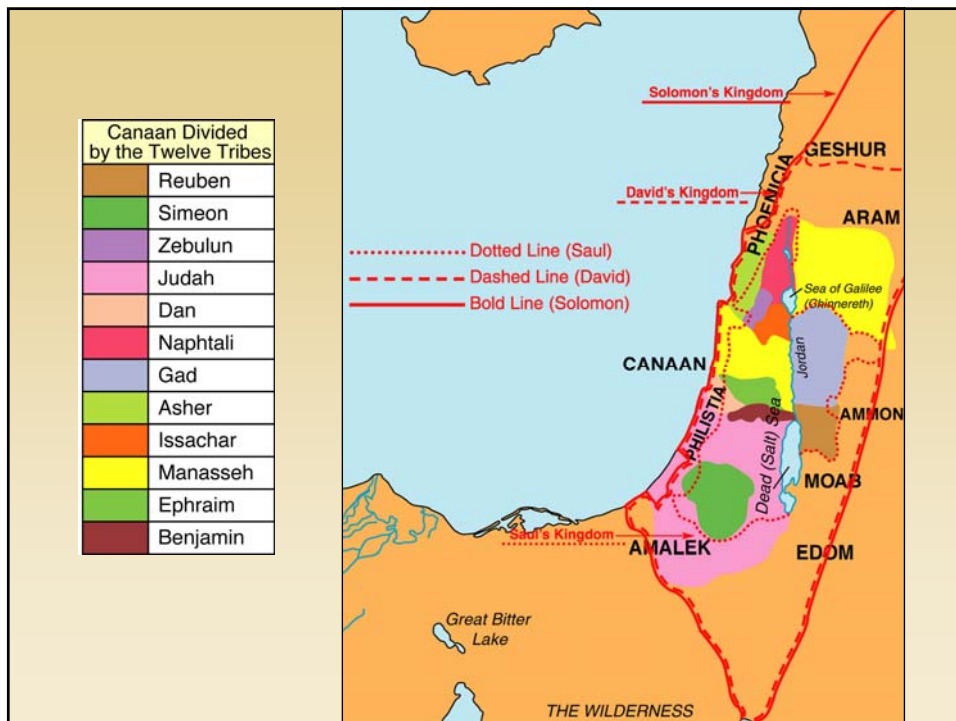 Canaan Divided
by the Twelve Tribes
Reuben
Simeon
Zebulun
Judah
Dan
Naphtali
Gad
Asher
Issachar
Manasseh
Ephraim
Benjamin
Solomon's Kingdom
GESHUR
PHOENICIA
David's Kingdom
ARAM
Dotted Line (Saul)
Dashed Line (David)
Bold Line (Solomon)
Sea of Galilee
(Ghinnereth)
Jordan
CANAAN
PHILISTIA
AMMON
Dead (Salt) Sea
MOAB
Saul's Kingdom
AMALEK
EDOM
Great Bitter
Lake
THE WILDERNESS